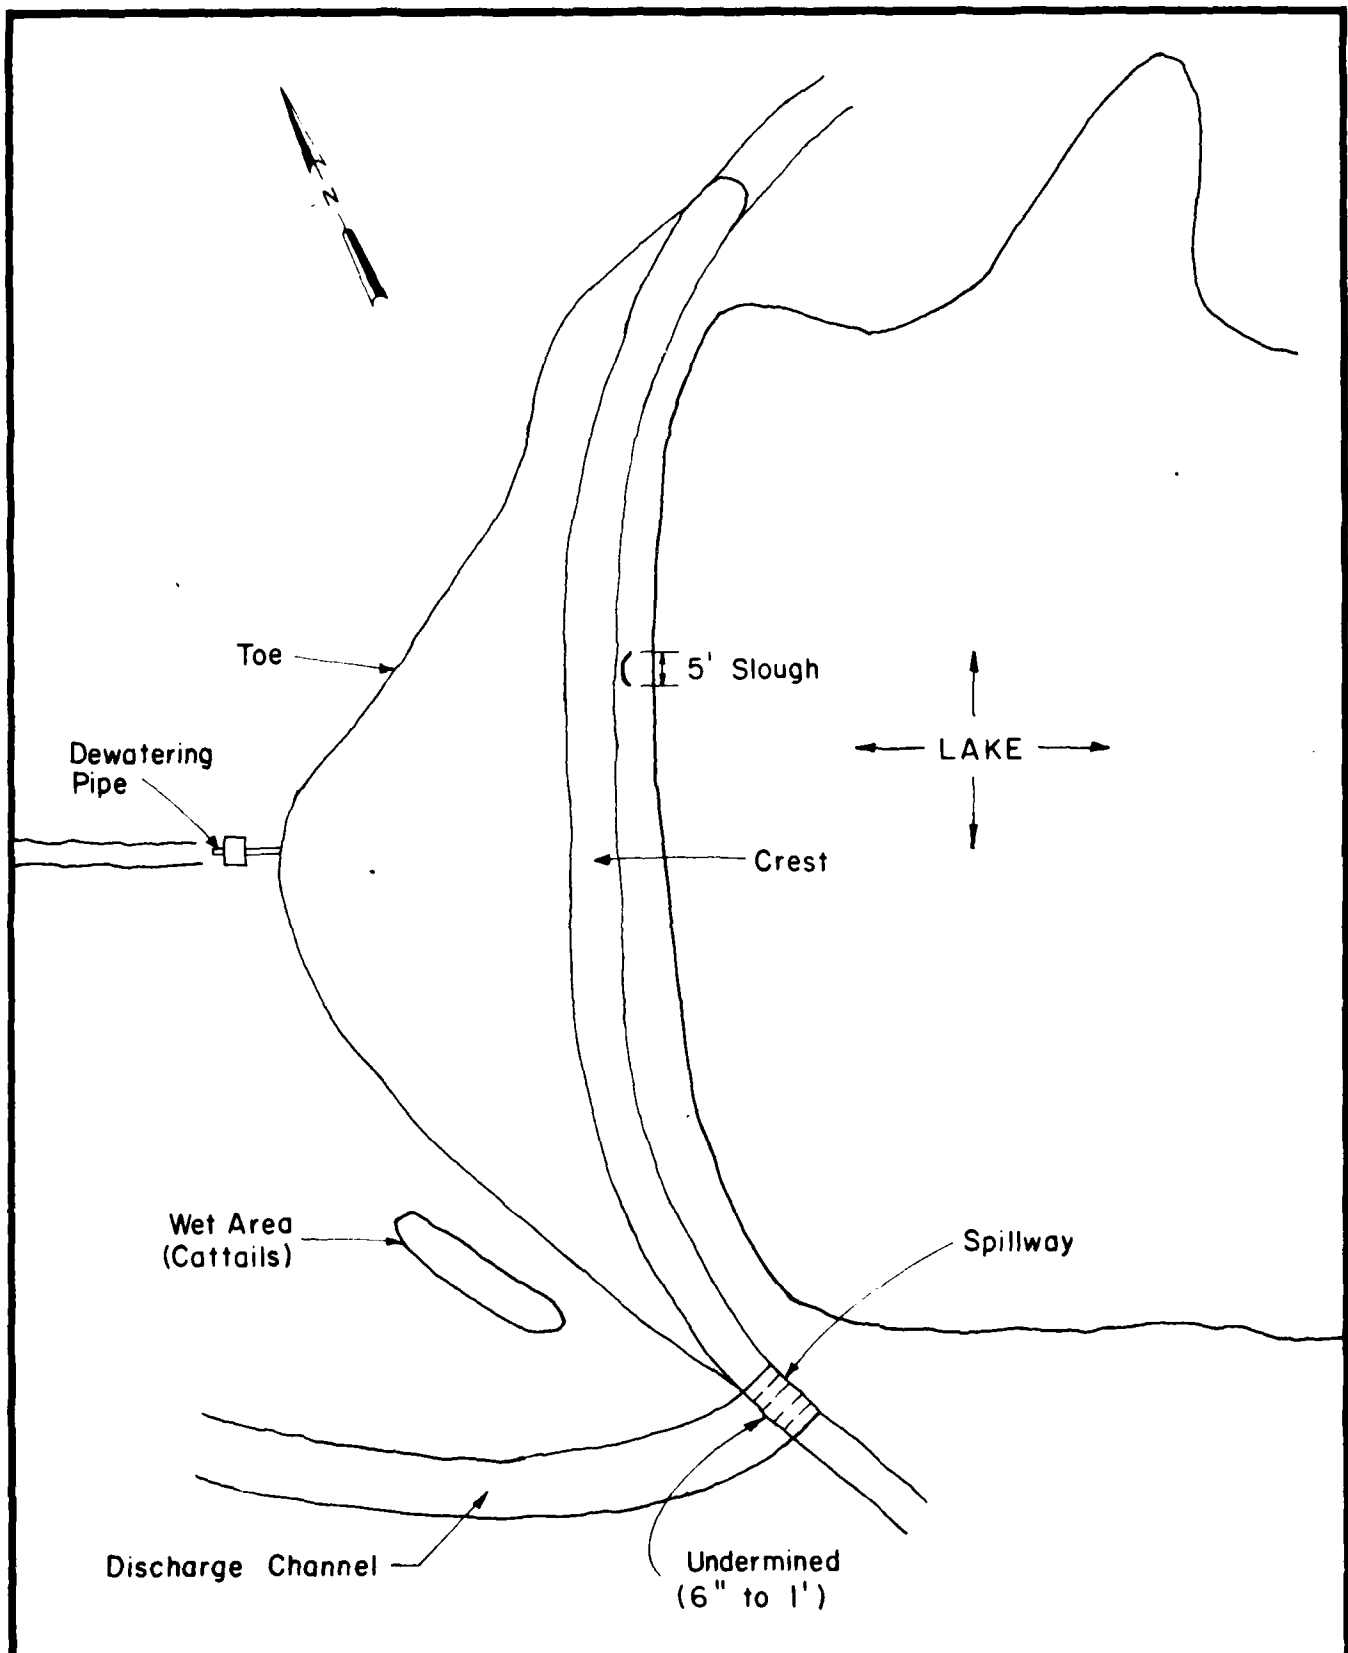 N
Toe
5' Slough
Dewatering
Pipe
LAKE
Crest
Wet Area
(Cattails)
Spillway
Discharge Channel
Undermined
(6" to 1')